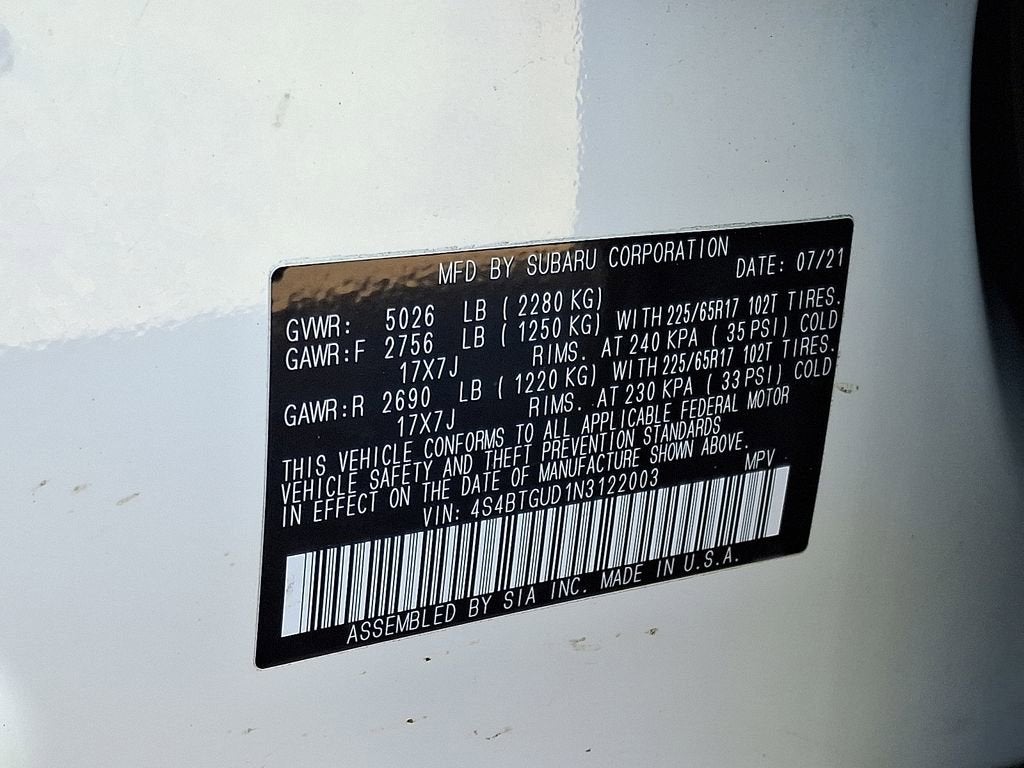 MFD BY SUBARU CORPORATION DATE: 07/21
GVWR: 5026 LB ( 2280 KG)
GAWR:F 2756 LB ( 1250 KG) WITH 225/65R17 102T TIRES.
17X7J RIMS. AT 240 KPA ( 35 PSI) COLD
GAWR:R 2690 LB ( 1220 KG) WITH 225/65R17 102T TIRES.
17X7J RIMS. AT 230 KPA ( 33 PSI) COLD
THIS VEHICLE CONFORMS TO ALL APPLICABLE FEDERAL MOTOR
VEHICLE SAFETY AND THEFT PREVENTION STANDARDS
IN EFFECT ON THE DATE OF MANUFACTURE SHOWN ABOVE.
VIN: 4S4BTGUD1N3122003 MPV
ASSEMBLED BY SIA INC. MADE IN U.S.A.